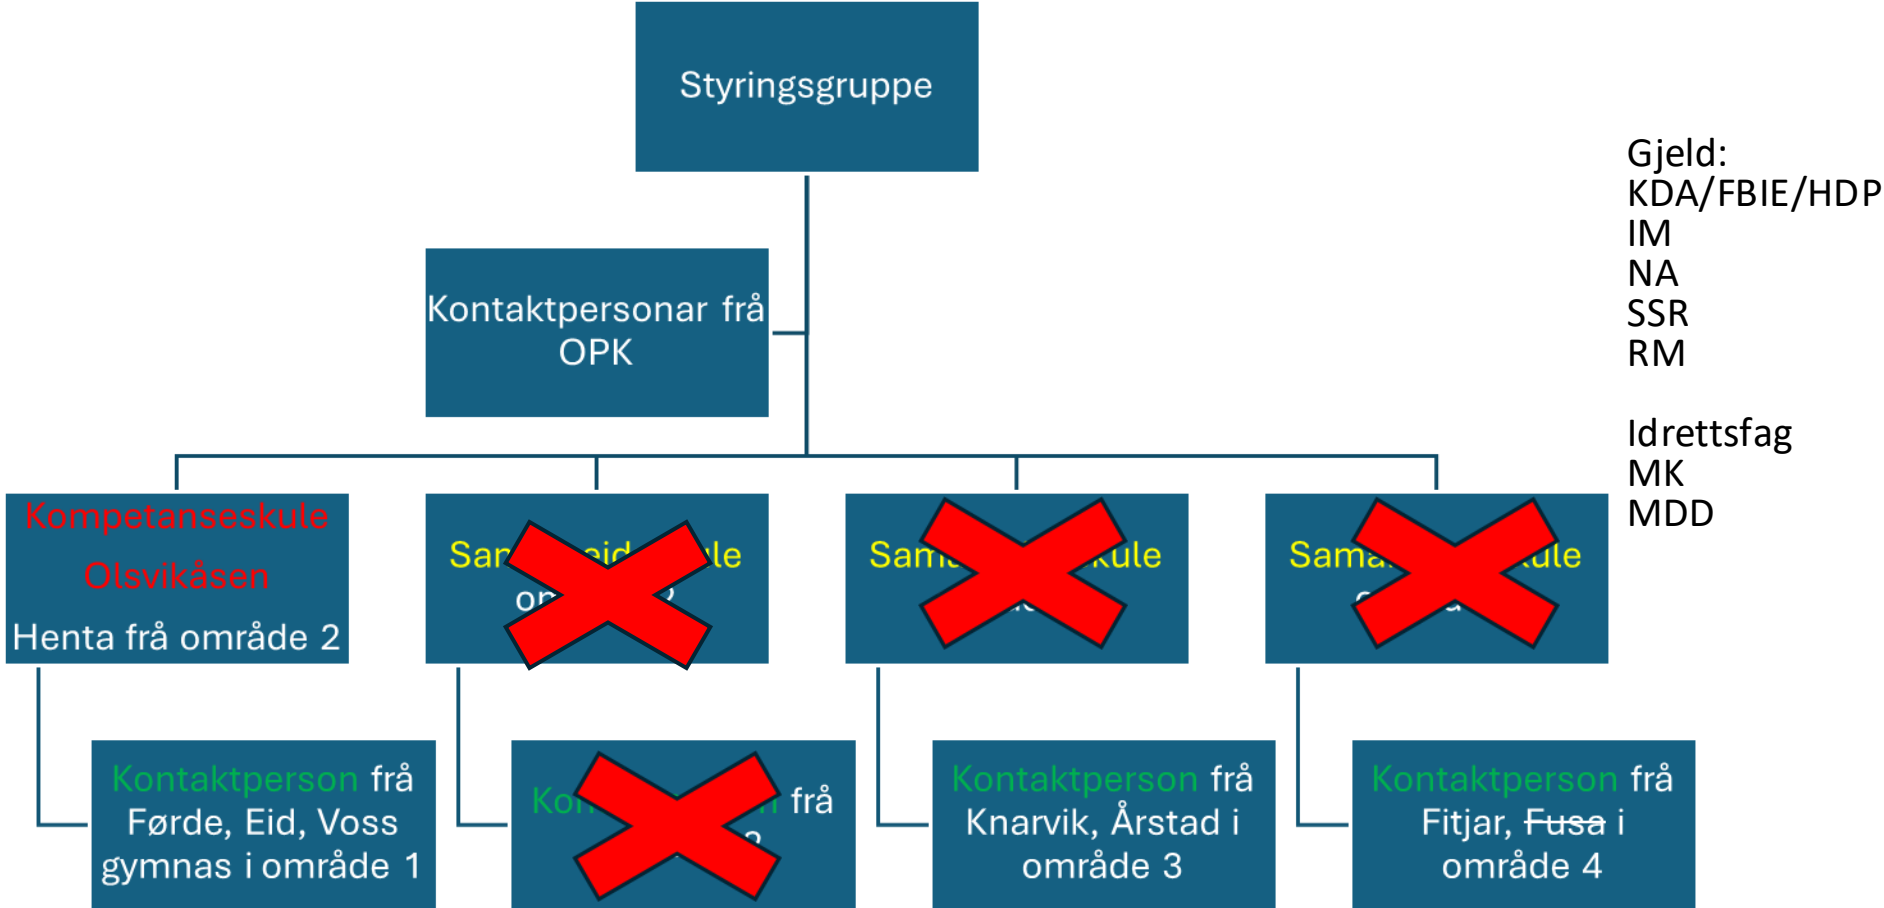 Styringsgruppe
Kontaktpersonar frå
OPK
Kompetanseskule
Olsvikåsen
Henta frå område 2
Kontaktperson frå
Førde, Eid, Voss
gymnas i område 1
frå
Kontaktperson frå
Knarvik, Årstad i
område 3
Kontaktperson frå
Fitjar, Fusa i
område 4
Gjeld:
KDA/FBIE/HDP
IM
NA
SSR
RM
Idrettsfag
MK
MDD